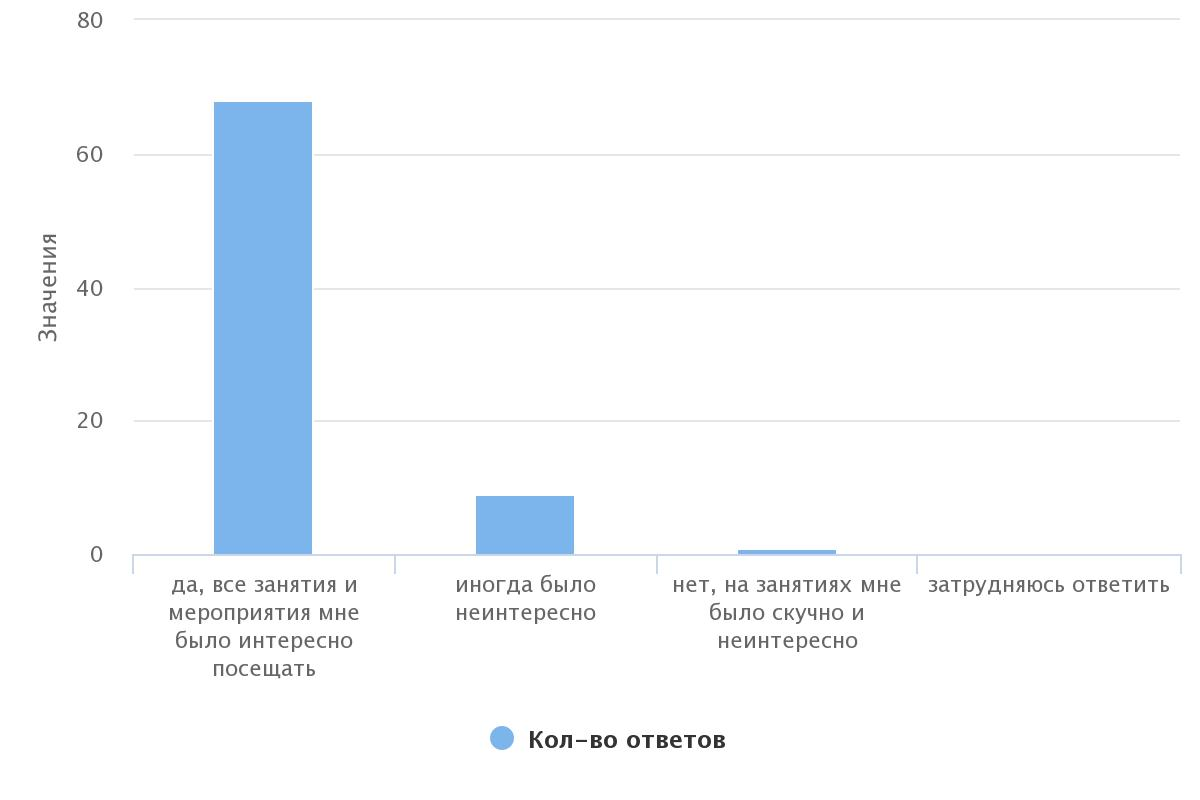 80
60
40
20
0
Значения
да, все занятия и
мероприятия мне
было интересно
посещать
иногда было
неинтересно
нет, на занятиях мне
было скучно и
неинтересно
затрудняюсь ответить
Кол-во ответов